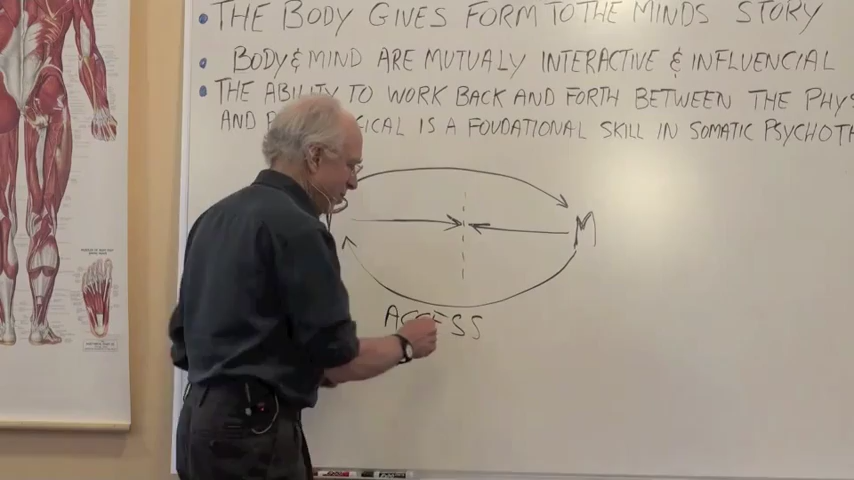 THE BODY GIVES FORM TO THE MINDS STORY
BODY & MIND ARE MUTUALY INTERACTIVE & INFLUENCIAL
THE ABILITY TO WORK BACK AND FORTH BETWEEN THE PHYS
AND P GICAL IS A FOUDATIONAL SKILL IN SOMATIC PSYCHOTH
M
ACCESS